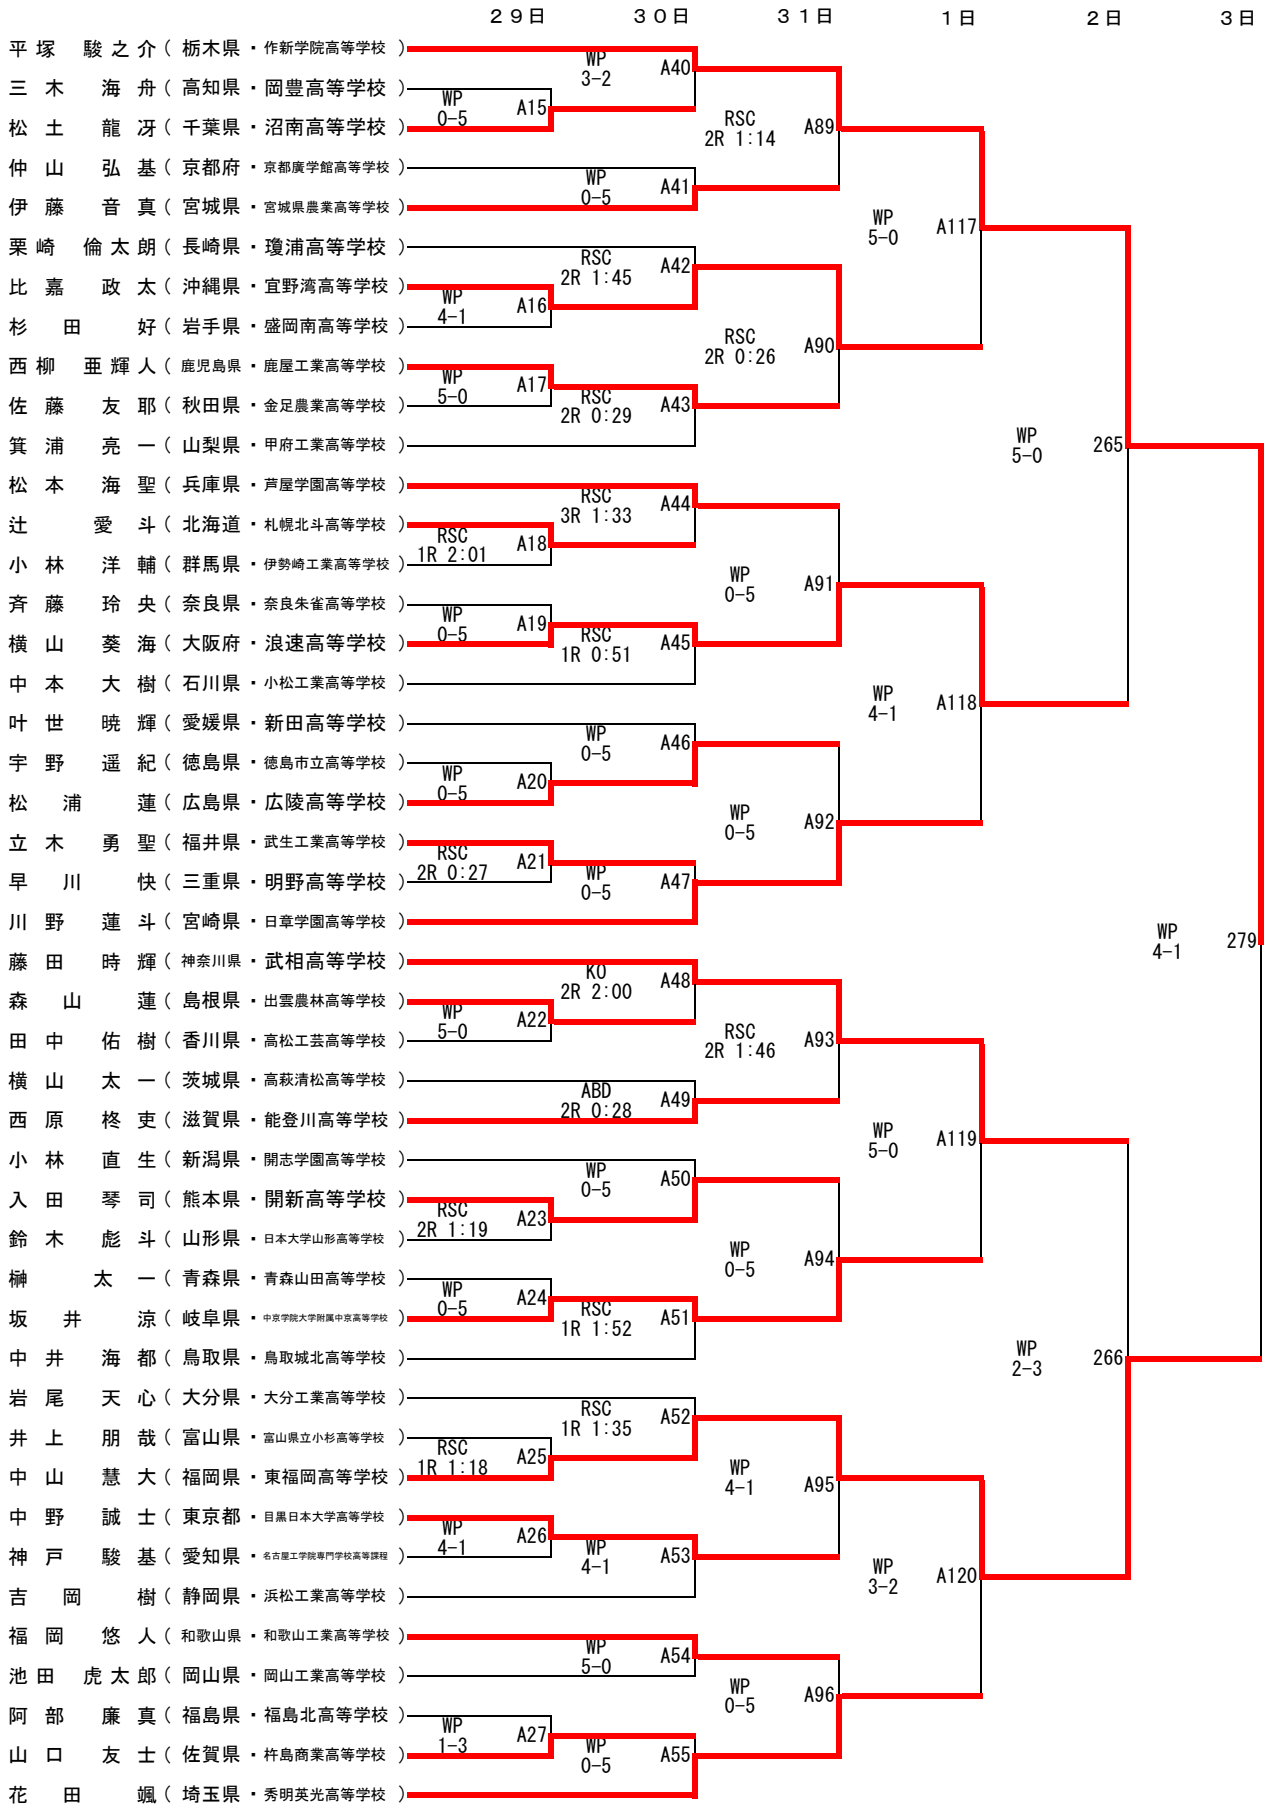 29日 30日 31日 1日 2日 3日
平塚 駿之介 ( 栃木県 ・ 作新学院高等学校 )
WP
3-2
A40
三木 海舟 ( 高知県 ・ 岡豊高等学校 )
WP
0-5
A15
松土 龍冴 ( 千葉県 ・ 沼南高等学校 )
RSC
2R 1:14
A89
仲山 弘基 ( 京都府 ・ 京都廣学館高等学校 )
WP
0-5
A41
伊藤 音真 ( 宮城県 ・ 宮城県農業高等学校 )
WP
5-0
A117
栗崎 倫太朗 ( 長崎県 ・ 瓊浦高等学校 )
RSC
2R 1:45
A42
比嘉 政太 ( 沖縄県 ・ 宜野湾高等学校 )
WP
4-1
A16
杉田 好 ( 岩手県 ・ 盛岡南高等学校 )
RSC
2R 0:26
A90
西柳 亜輝人 ( 鹿児島県 ・ 鹿屋工業高等学校 )
WP
5-0
A17
佐藤 友耶 ( 秋田県 ・ 金足農業高等学校 )
RSC
2R 0:29
A43
箕浦 亮一 ( 山梨県 ・ 甲府工業高等学校 )
WP
5-0
265
松本 海聖 ( 兵庫県 ・ 芦屋学園高等学校 )
RSC
3R 1:33
A44
辻 愛斗 ( 北海道 ・ 札幌北斗高等学校 )
RSC
1R 2:01
A18
小林 洋輔 ( 群馬県 ・ 伊勢崎工業高等学校 )
WP
0-5
A91
斉藤 玲央 ( 奈良県 ・ 奈良朱雀高等学校 )
WP
0-5
A19
横山 葵海 ( 大阪府 ・ 浪速高等学校 )
RSC
1R 0:51
A45
中本 大樹 ( 石川県 ・ 小松工業高等学校 )
WP
4-1
A118
叶世 暁輝 ( 愛媛県 ・ 新田高等学校 )
WP
0-5
A46
宇野 遥紀 ( 徳島県 ・ 徳島市立高等学校 )
WP
0-5
A20
松浦 蓮 ( 広島県 ・ 広陵高等学校 )
WP
0-5
A92
立木 勇聖 ( 福井県 ・ 武生工業高等学校 )
RSC
2R 0:27
A21
早川 快 ( 三重県 ・ 明野高等学校 )
WP
0-5
A47
川野 蓮斗 ( 宮崎県 ・ 日章学園高等学校 )
WP
4-1
279
藤田 時輝 ( 神奈川県 ・ 武相高等学校 )
KO
2R 2:00
A48
森山 蓮 ( 島根県 ・ 出雲農林高等学校 )
WP
5-0
A22
田中 佑樹 ( 香川県 ・ 高松工芸高等学校 )
RSC
2R 1:46
A93
横山 太一 ( 茨城県 ・ 高萩清松高等学校 )
ABD
2R 0:28
A49
西原 柊吏 ( 滋賀県 ・ 能登川高等学校 )
WP
5-0
A119
小林 直生 ( 新潟県 ・ 開志学園高等学校 )
WP
0-5
A50
入田 琴司 ( 熊本県 ・ 開新高等学校 )
RSC
2R 1:19
A23
鈴木 彪斗 ( 山形県 ・ 日本大学山形高等学校 )
WP
0-5
A94
榊 太一 ( 青森県 ・ 青森山田高等学校 )
WP
0-5
A24
坂井 涼 ( 岐阜県 ・ 中京学院大学附属中京高等学校 )
RSC
1R 1:52
A51
中井 海都 ( 鳥取県 ・ 鳥取城北高等学校 )
WP
2-3
266
岩尾 天心 ( 大分県 ・ 大分工業高等学校 )
RSC
1R 1:35
A52
井上 朋哉 ( 富山県 ・ 富山県立小杉高等学校 )
RSC
1R 1:18
A25
中山 慧大 ( 福岡県 ・ 東福岡高等学校 )
WP
4-1
A95
中野 誠士 ( 東京都 ・ 目黒日本大学高等学校 )
WP
4-1
A26
神戸 駿基 ( 愛知県 ・ 名古屋工学院専門学校高等課程 )
WP
4-1
A53
吉岡 樹 ( 静岡県 ・ 浜松工業高等学校 )
WP
3-2
A120
福岡 悠人 ( 和歌山県 ・ 和歌山工業高等学校 )
WP
5-0
A54
池田 虎太郎 ( 岡山県 ・ 岡山工業高等学校 )
WP
0-5
A96
阿部 廉真 ( 福島県 ・ 福島北高等学校 )
WP
1-3
A27
山口 友士 ( 佐賀県 ・ 杵島商業高等学校 )
WP
0-5
A55
花田 颯 ( 埼玉県 ・ 秀明英光高等学校 )